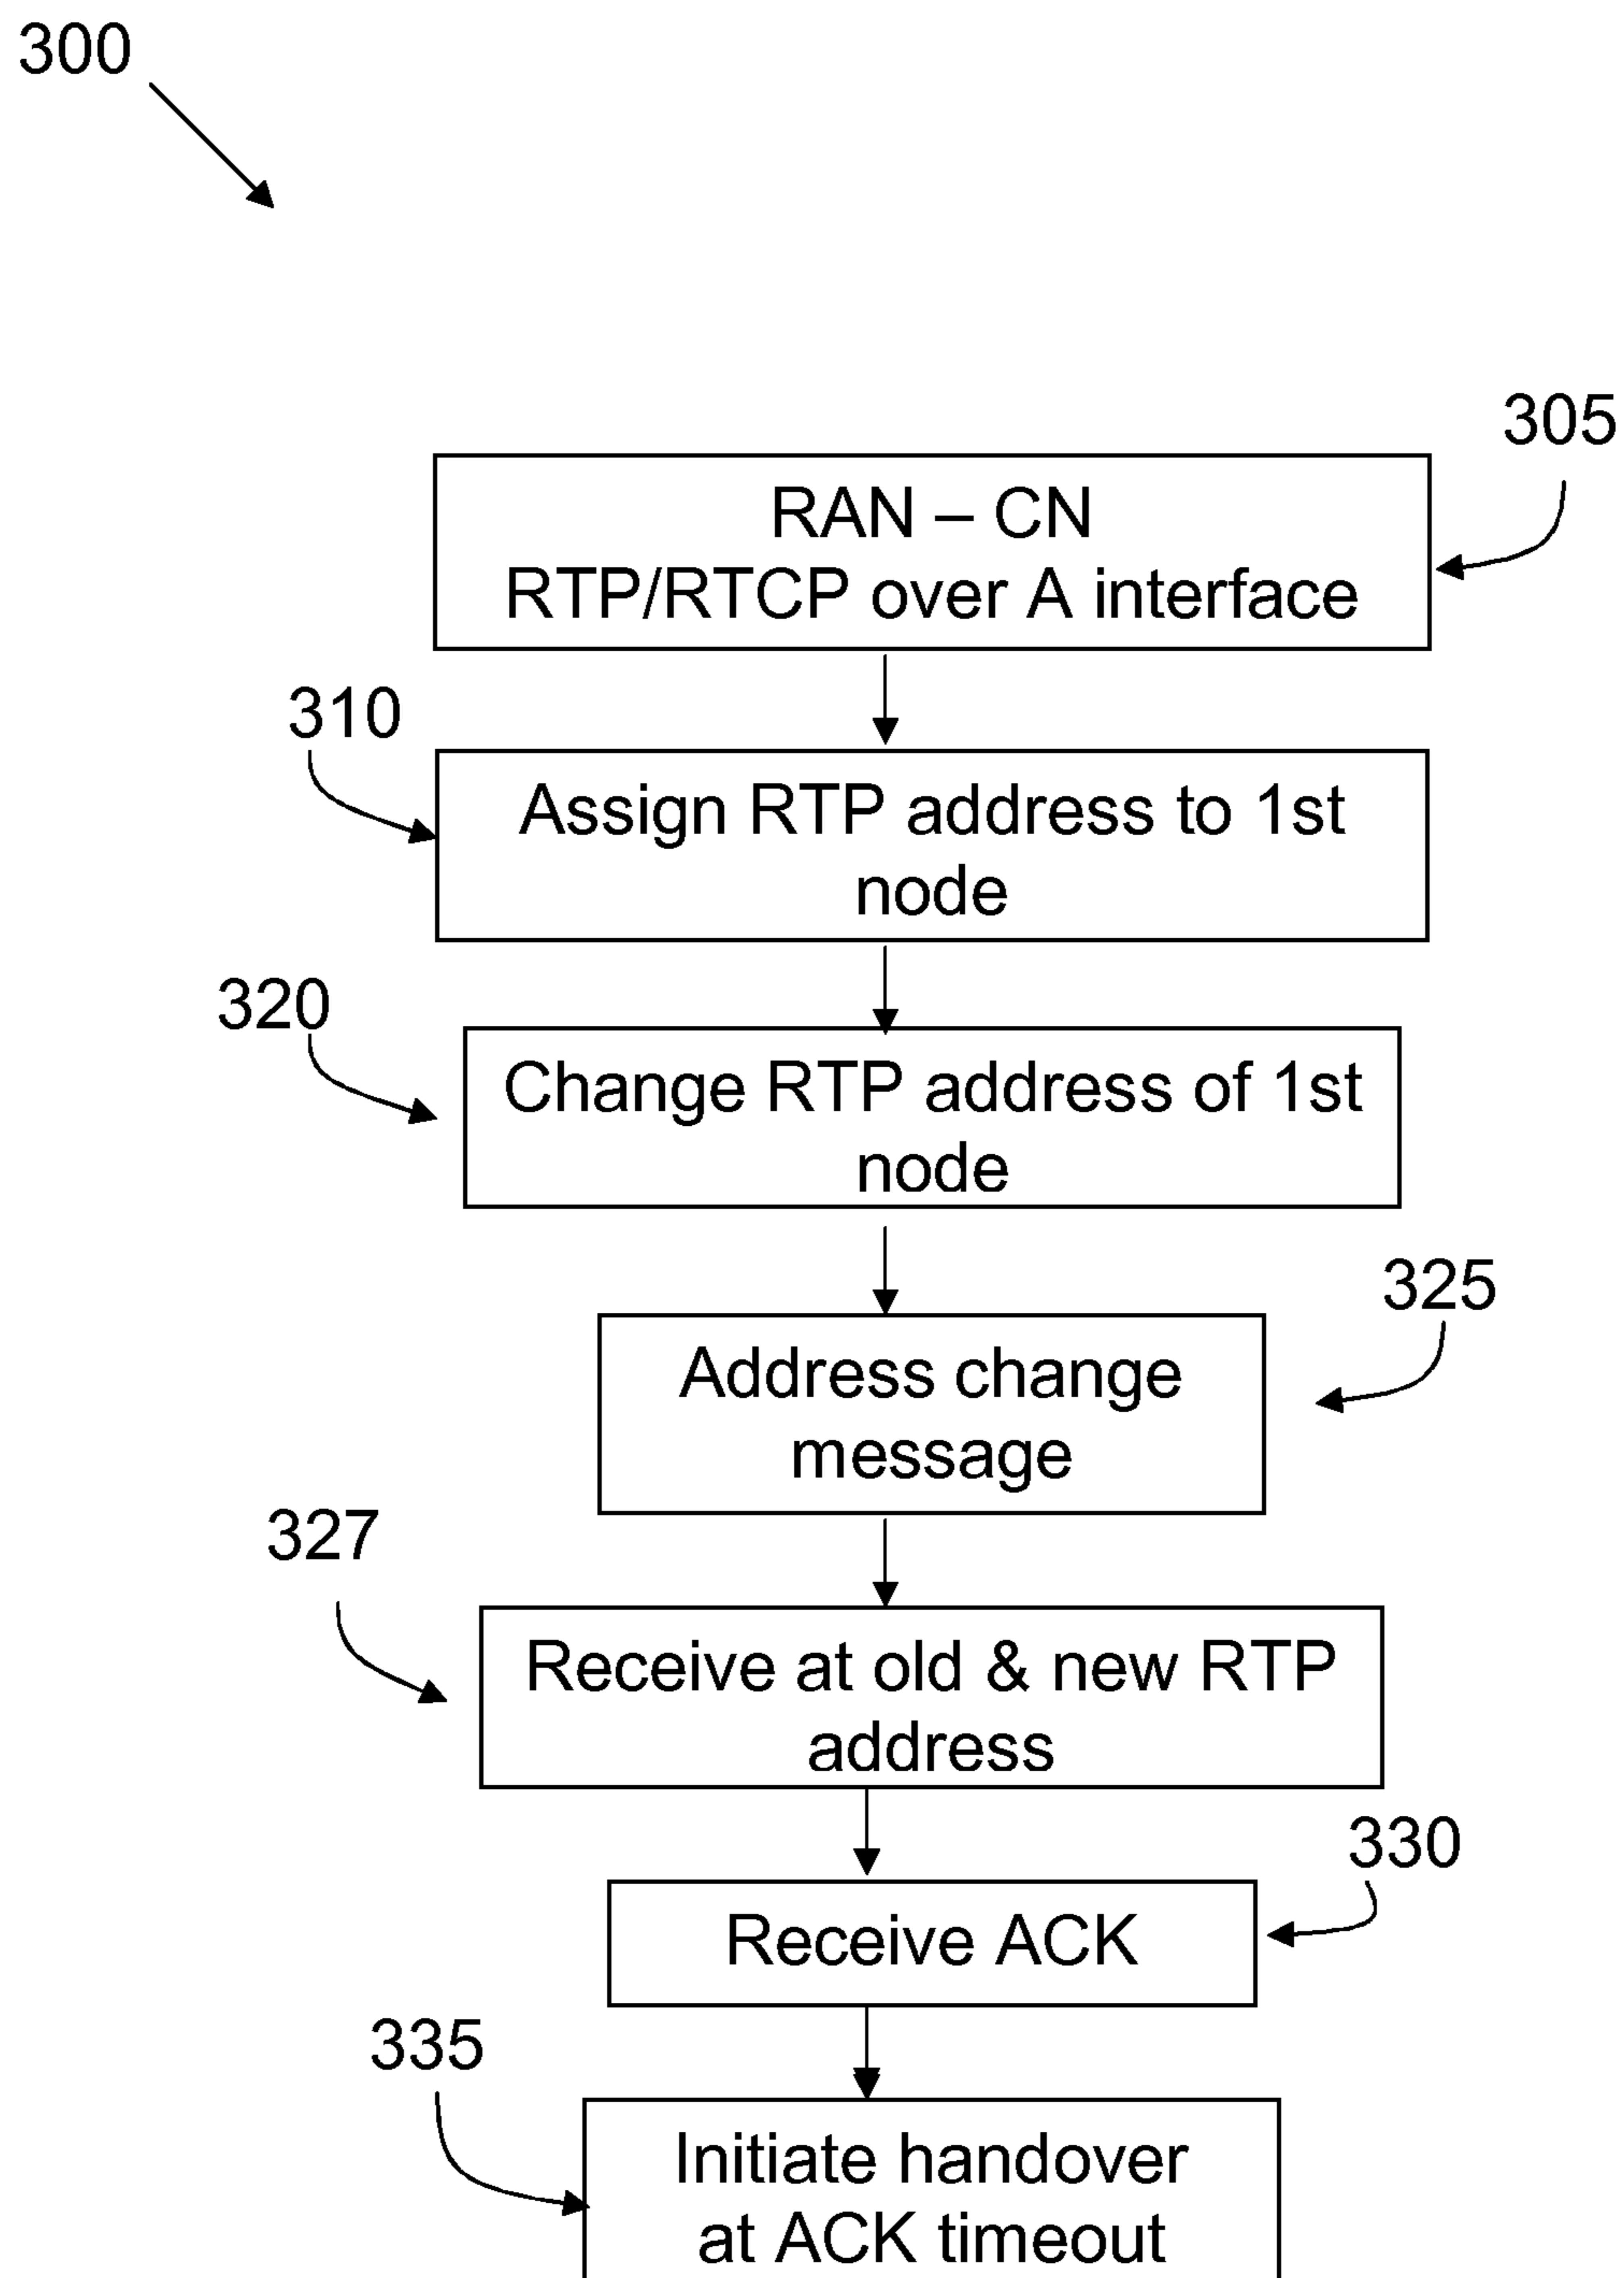 300
305
RAN – CN
RTP/RTCP over A interface
310
Assign RTP address to 1st
node
320
Change RTP address of 1st
node
325
Address change
message
327
Receive at old & new RTP
address
330
Receive ACK
335
Initiate handover
at ACK timeout